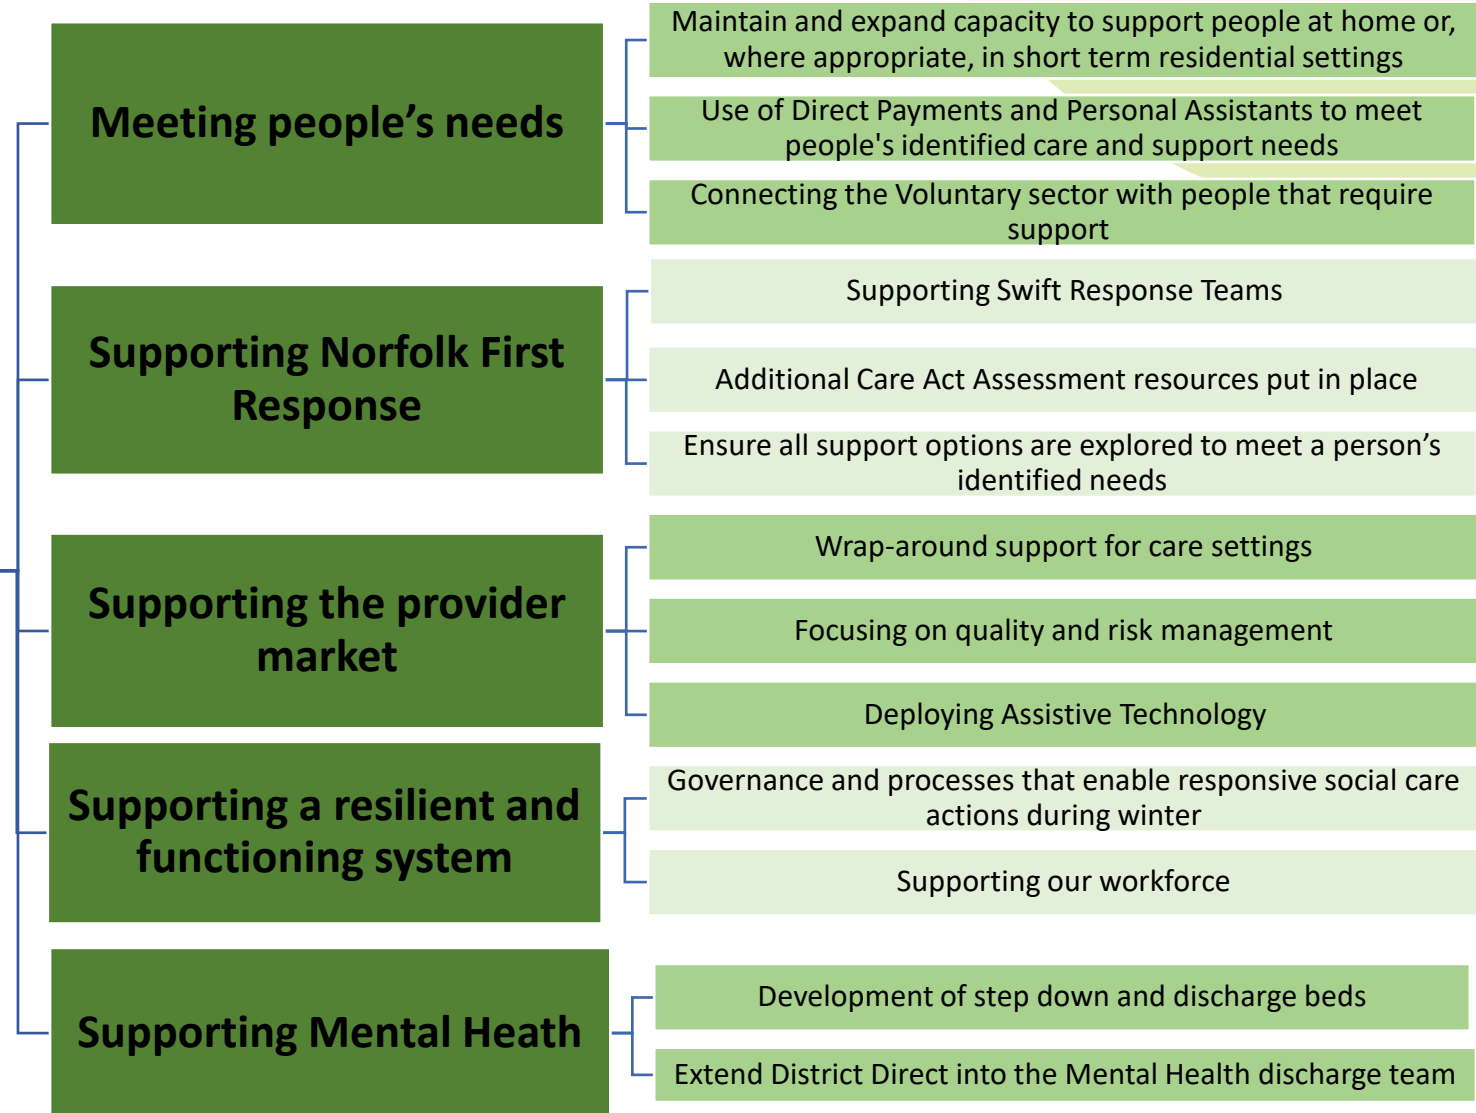 Meeting people’s needs
Maintain and expand capacity to support people at home or,
where appropriate, in short term residential settings
Use of Direct Payments and Personal Assistants to meet
people's identified care and support needs
Connecting the Voluntary sector with people that require
support
Supporting Norfolk First
Response
Supporting Swift Response Teams
Additional Care Act Assessment resources put in place
Ensure all support options are explored to meet a person’s
identified needs
Supporting the provider
market
Wrap-around support for care settings
Focusing on quality and risk management
Deploying Assistive Technology
Supporting a resilient and
functioning system
Governance and processes that enable responsive social care
actions during winter
Supporting our workforce
Supporting Mental Heath
Development of step down and discharge beds
Extend District Direct into the Mental Health discharge team